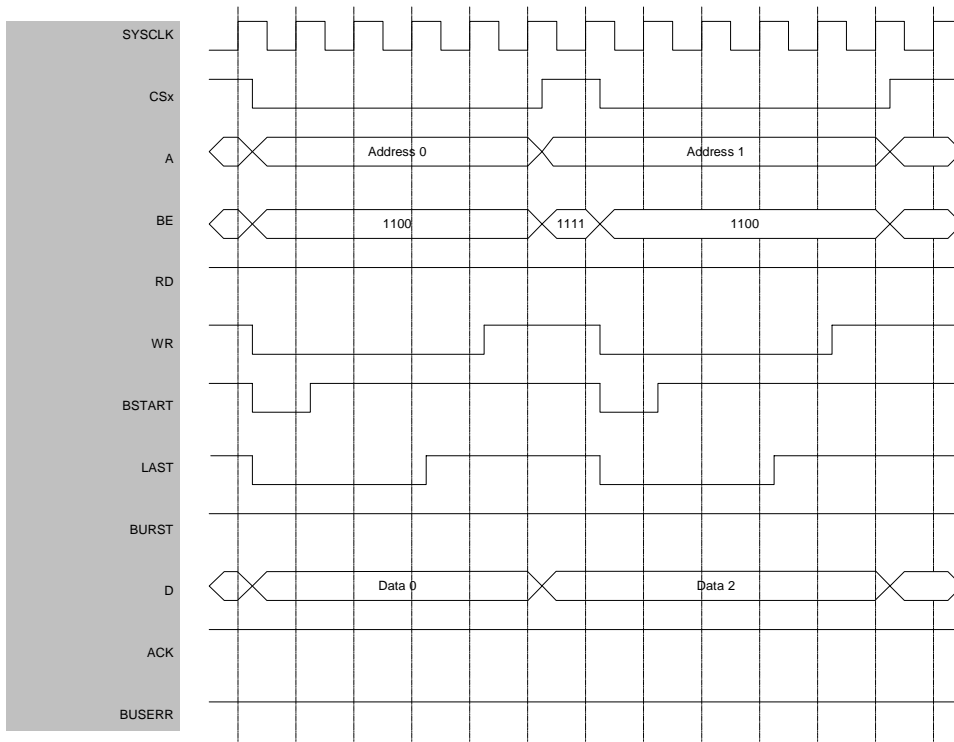 SYSCLK
CSx
A
Address 0
Address 1
BE
1100
1111
1100
RD
WR
BSTART
LAST
BURST
D
Data 0
Data 2
ACK
BUSERR